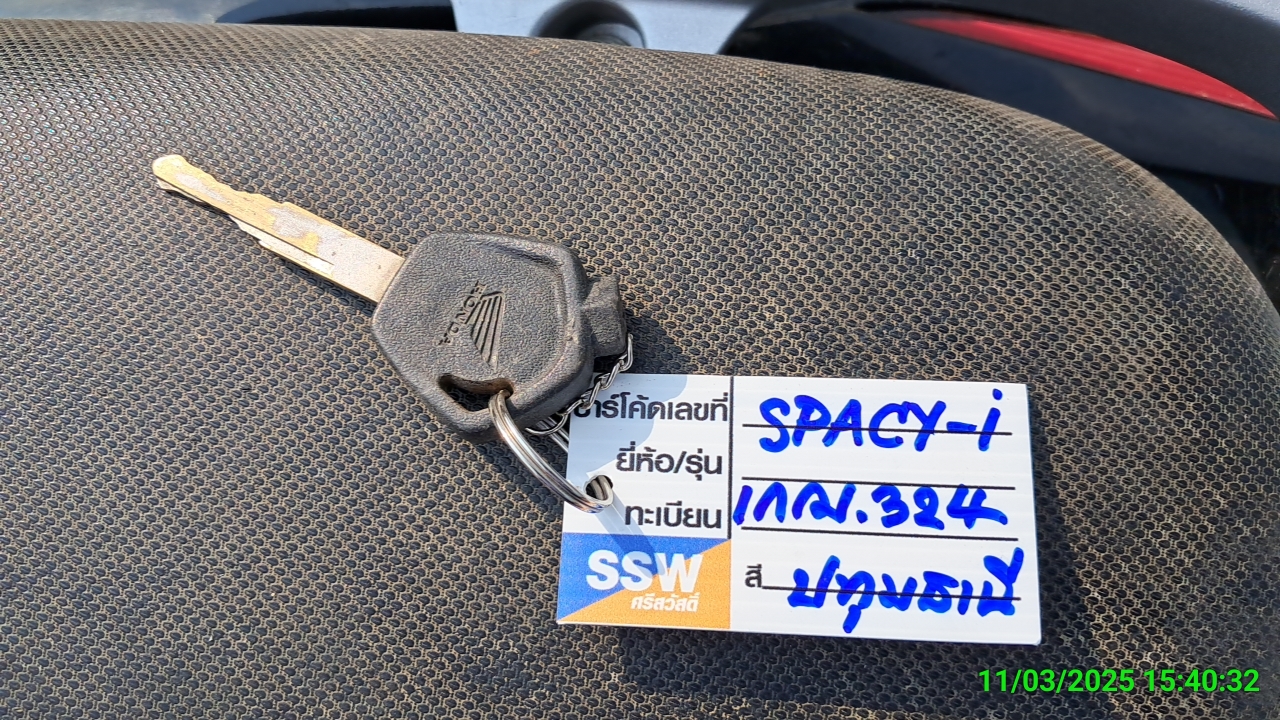 HONDA
บาร์โค้ดเลขที่ SPACY-i
ยี่ห้อ/รุ่น
ทะเบียน 1กฌ.324
สี ปทุมธานี
SSW
ศรีสวัสดิ์
11/03/2025 15:40:32